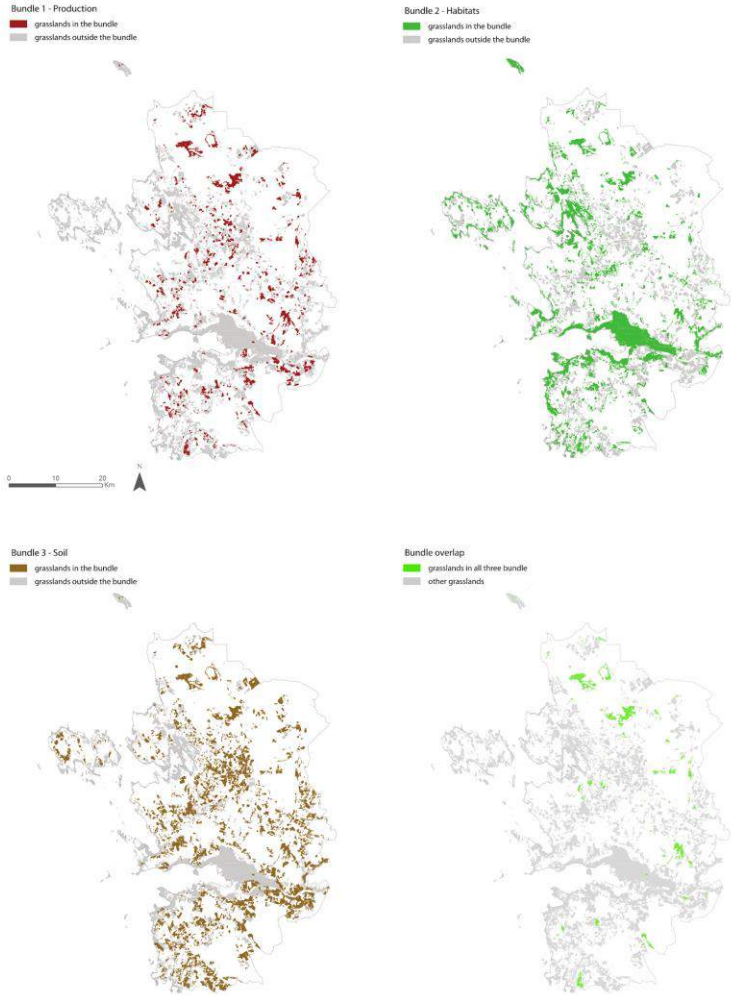 Bundle 1 - Production
grasslands in the bundle
grasslands outside the bundle
Bundle 2 - Habitats
grasslands in the bundle
grasslands outside the bundle
0 10 20
Km
N
Bundle 3 - Soil
grasslands in the bundle
grasslands outside the bundle
Bundle overlap
grasslands in all three bundle
other grasslands